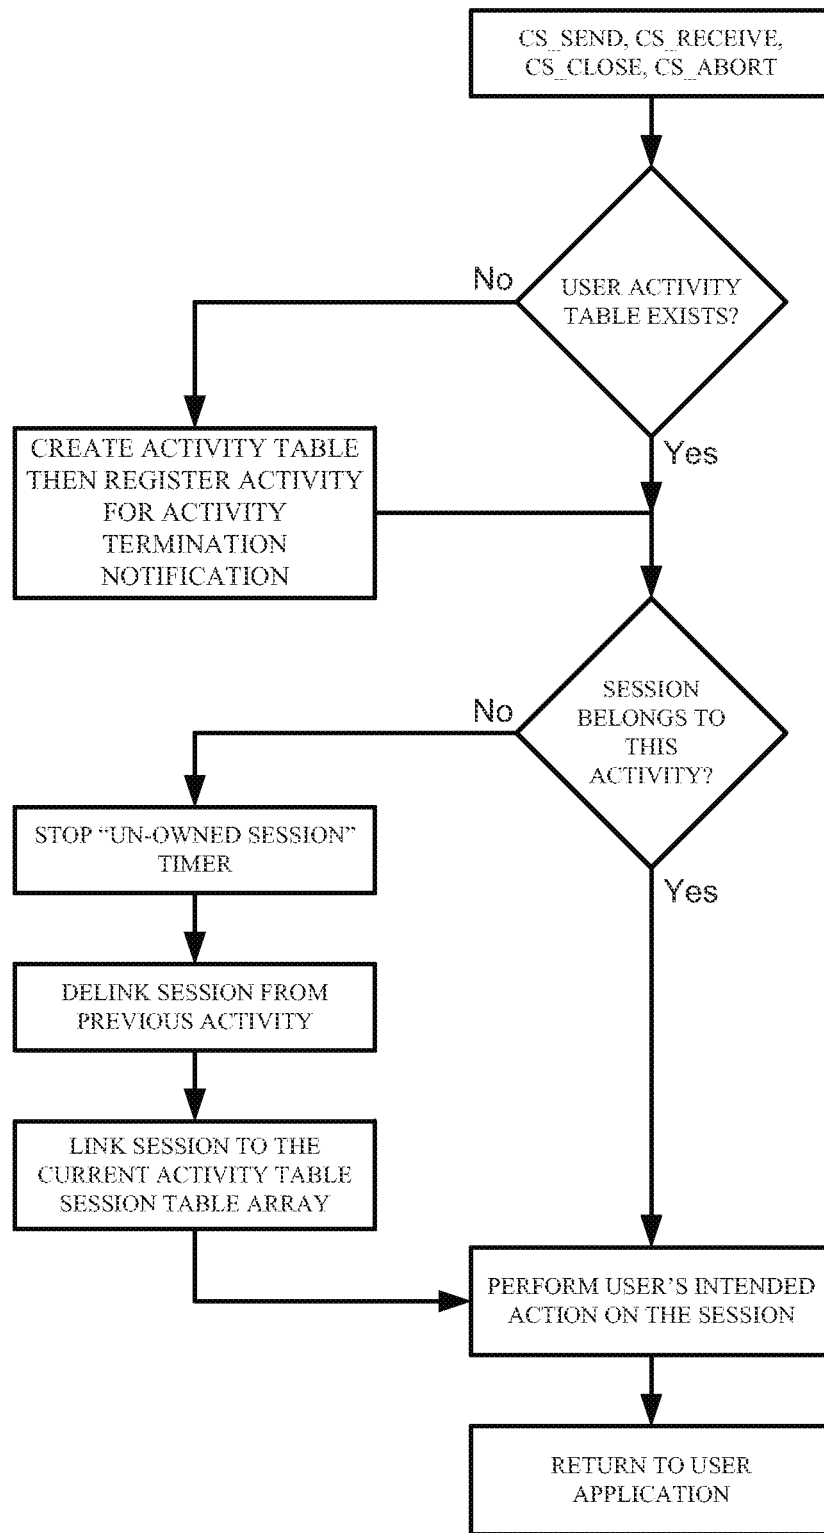 CS_SEND, CS_RECEIVE,
CS_CLOSE, CS_ABORT
USER ACTIVITY
TABLE EXISTS?
No
Yes
CREATE ACTIVITY TABLE
THEN REGISTER ACTIVITY
FOR ACTIVITY
TERMINATION
NOTIFICATION
SESSION
BELONGS TO
THIS
ACTIVITY?
No
Yes
STOP “UN-OWNED SESSION”
TIMER
DELINK SESSION FROM
PREVIOUS ACTIVITY
LINK SESSION TO THE
CURRENT ACTIVITY TABLE
SESSION TABLE ARRAY
PERFORM USER’S INTENDED
ACTION ON THE SESSION
RETURN TO USER
APPLICATION